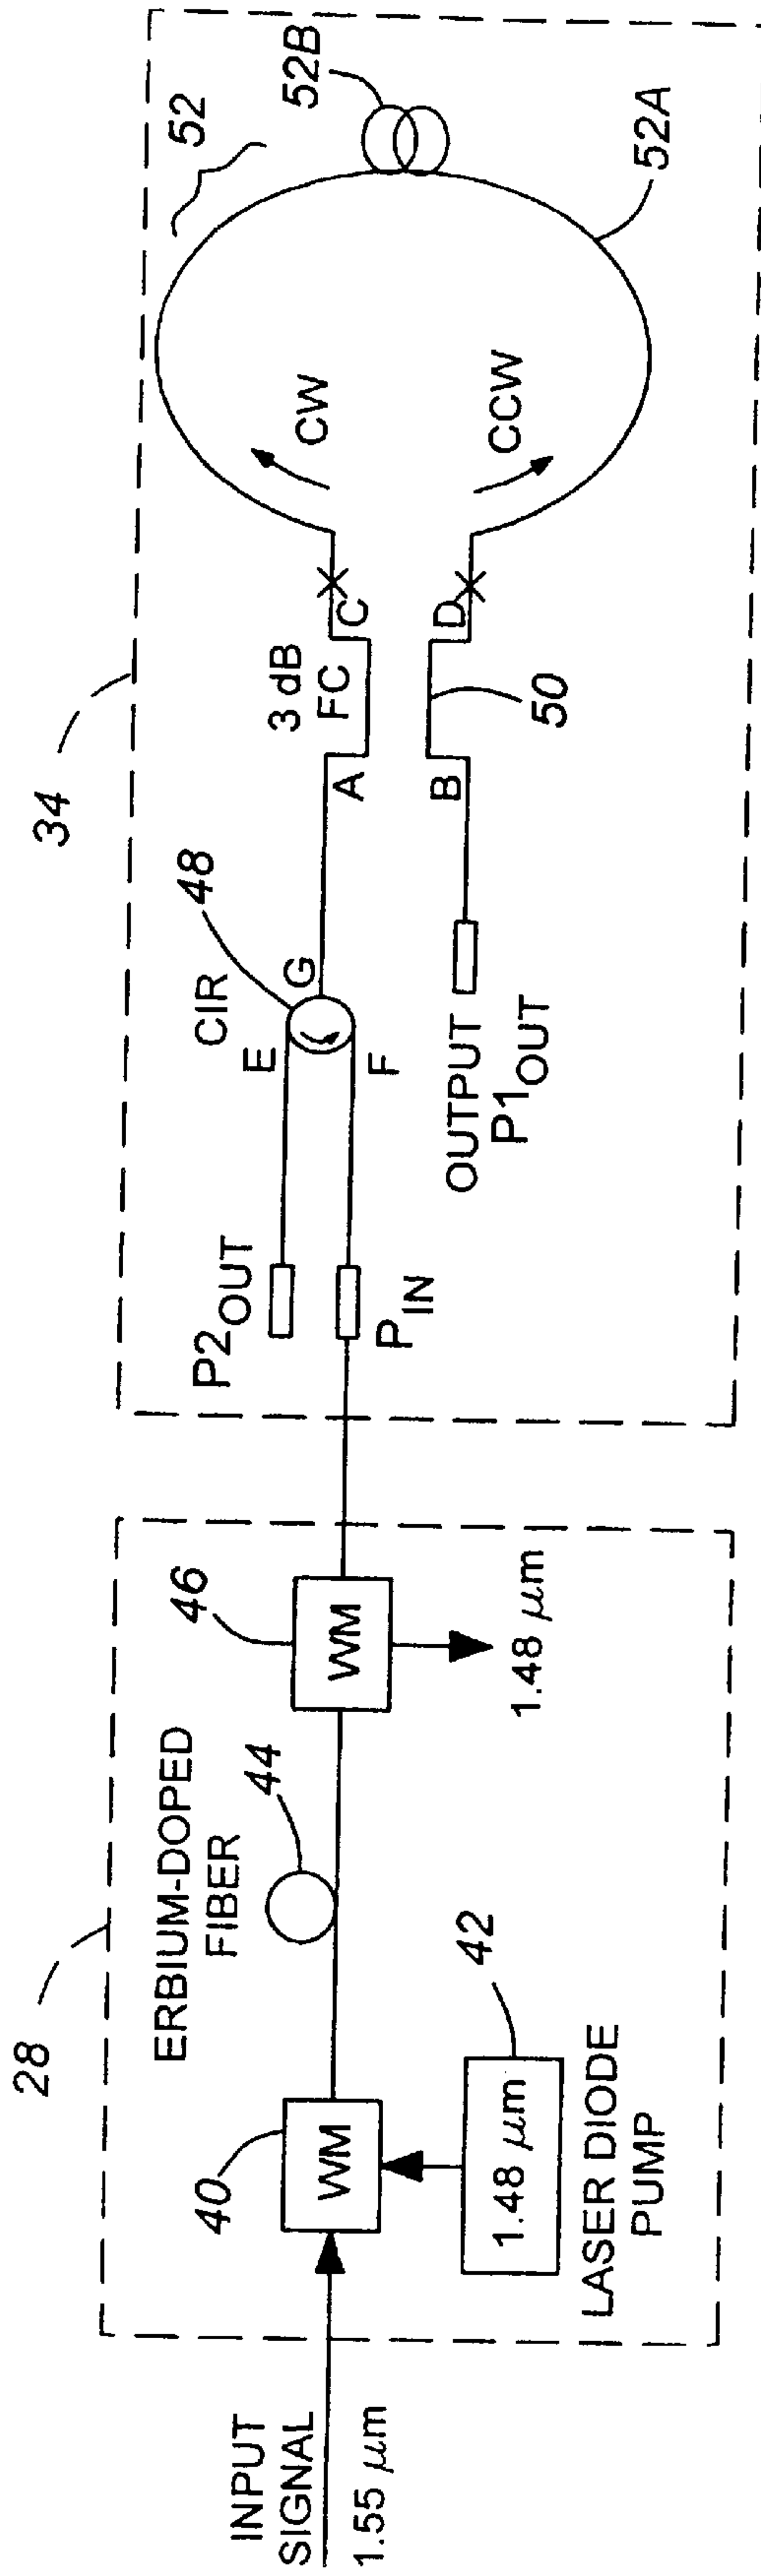 INPUT
SIGNAL
1.55 μm
28
40
WM
1.48 μm
42
LASER DIODE
PUMP
ERBIUM-DOPED
FIBER
44
46
WM
1.48 μm
34
P2OUT
PIN
E
F
CIR
48
G
OUTPUT
P1OUT
A
B
3 dB
FC
C
D
50
CW
CCW
52
52B
52A